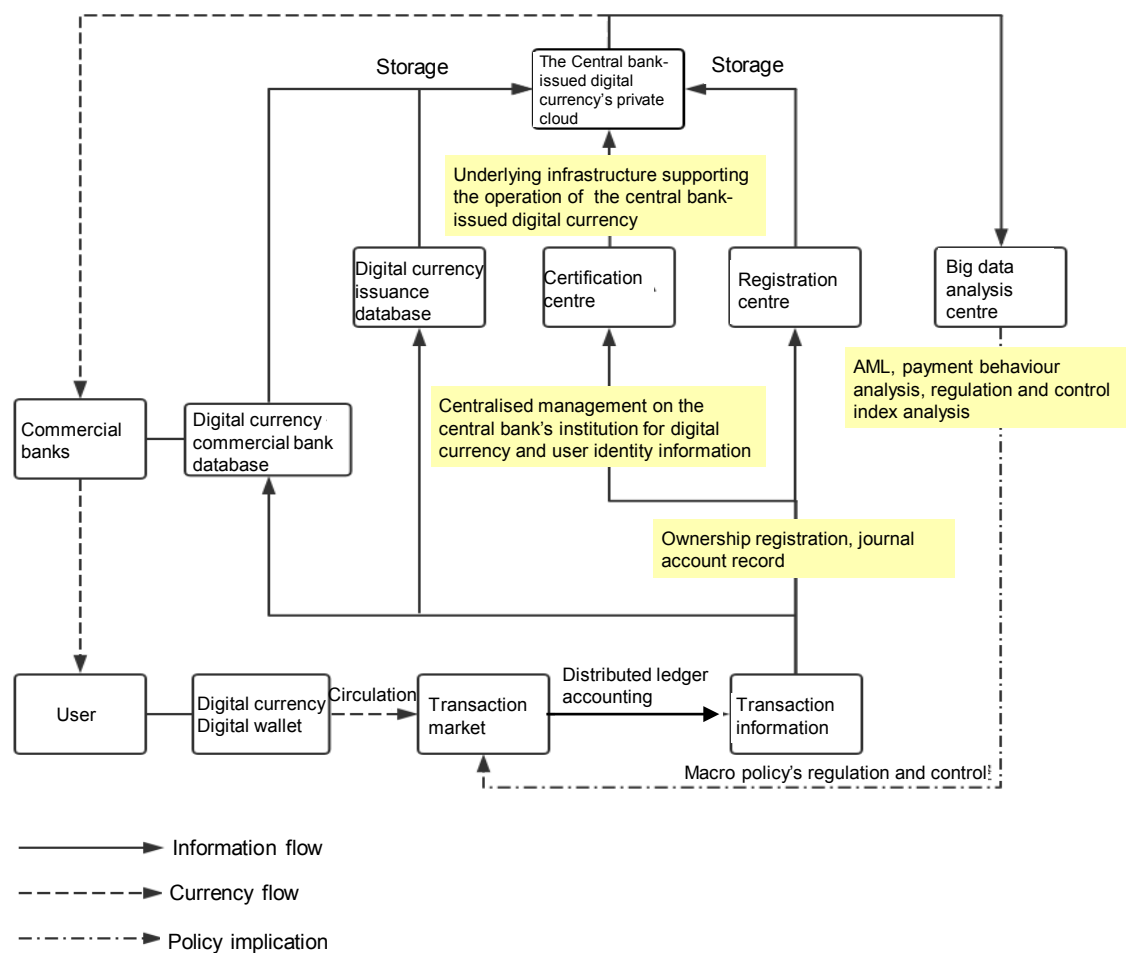 The Central bank-
issued digital
currency's private
cloud
Storage
Storage
Underlying infrastructure supporting
the operation of the central bank-
issued digital currency
Digital currency
issuance
database
Certification
centre
Registration
centre
Big data
analysis
centre
AML, payment behaviour
analysis, regulation and control
index analysis
Commercial
banks
Digital currency
commercial bank
database
Centralised management on the
central bank's institution for digital
currency and user identity information
Ownership registration, journal
account record
User
Digital currency
Digital wallet
Circulation
Transaction
market
Distributed ledger
accounting
Transaction
information
Macro policy's regulation and control
Information flow
Currency flow
Policy implication